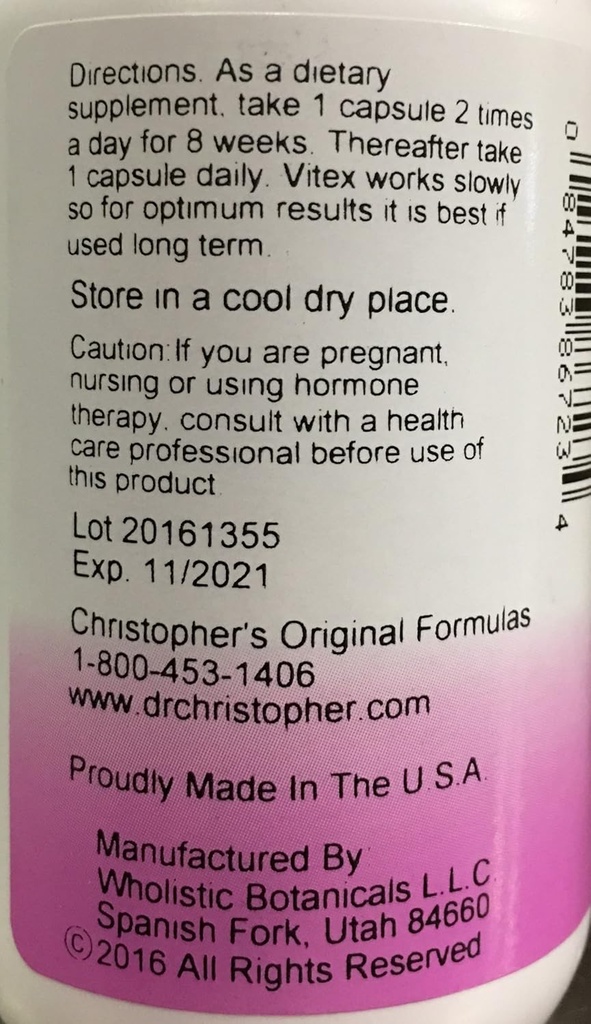 Directions. As a dietary
supplement, take 1 capsule 2 times
a day for 8 weeks. Thereafter take
1 capsule daily. Vitex works slowly
so for optimum results it is best if
used long term.
Store in a cool dry place.
Caution: If you are pregnant,
nursing or using hormone
therapy, consult with a health
care professional before use of
this product
Lot 20161355
Exp. 11/2021
Christopher's Original Formulas
1-800-453-1406
www.drchristopher.com
Proudly Made In The U.S.A.
Manufactured By
Wholistic Botanicals L.L.C.
Spanish Fork, Utah 84660
©2016 All Rights Reserved
0 84783 86723 4